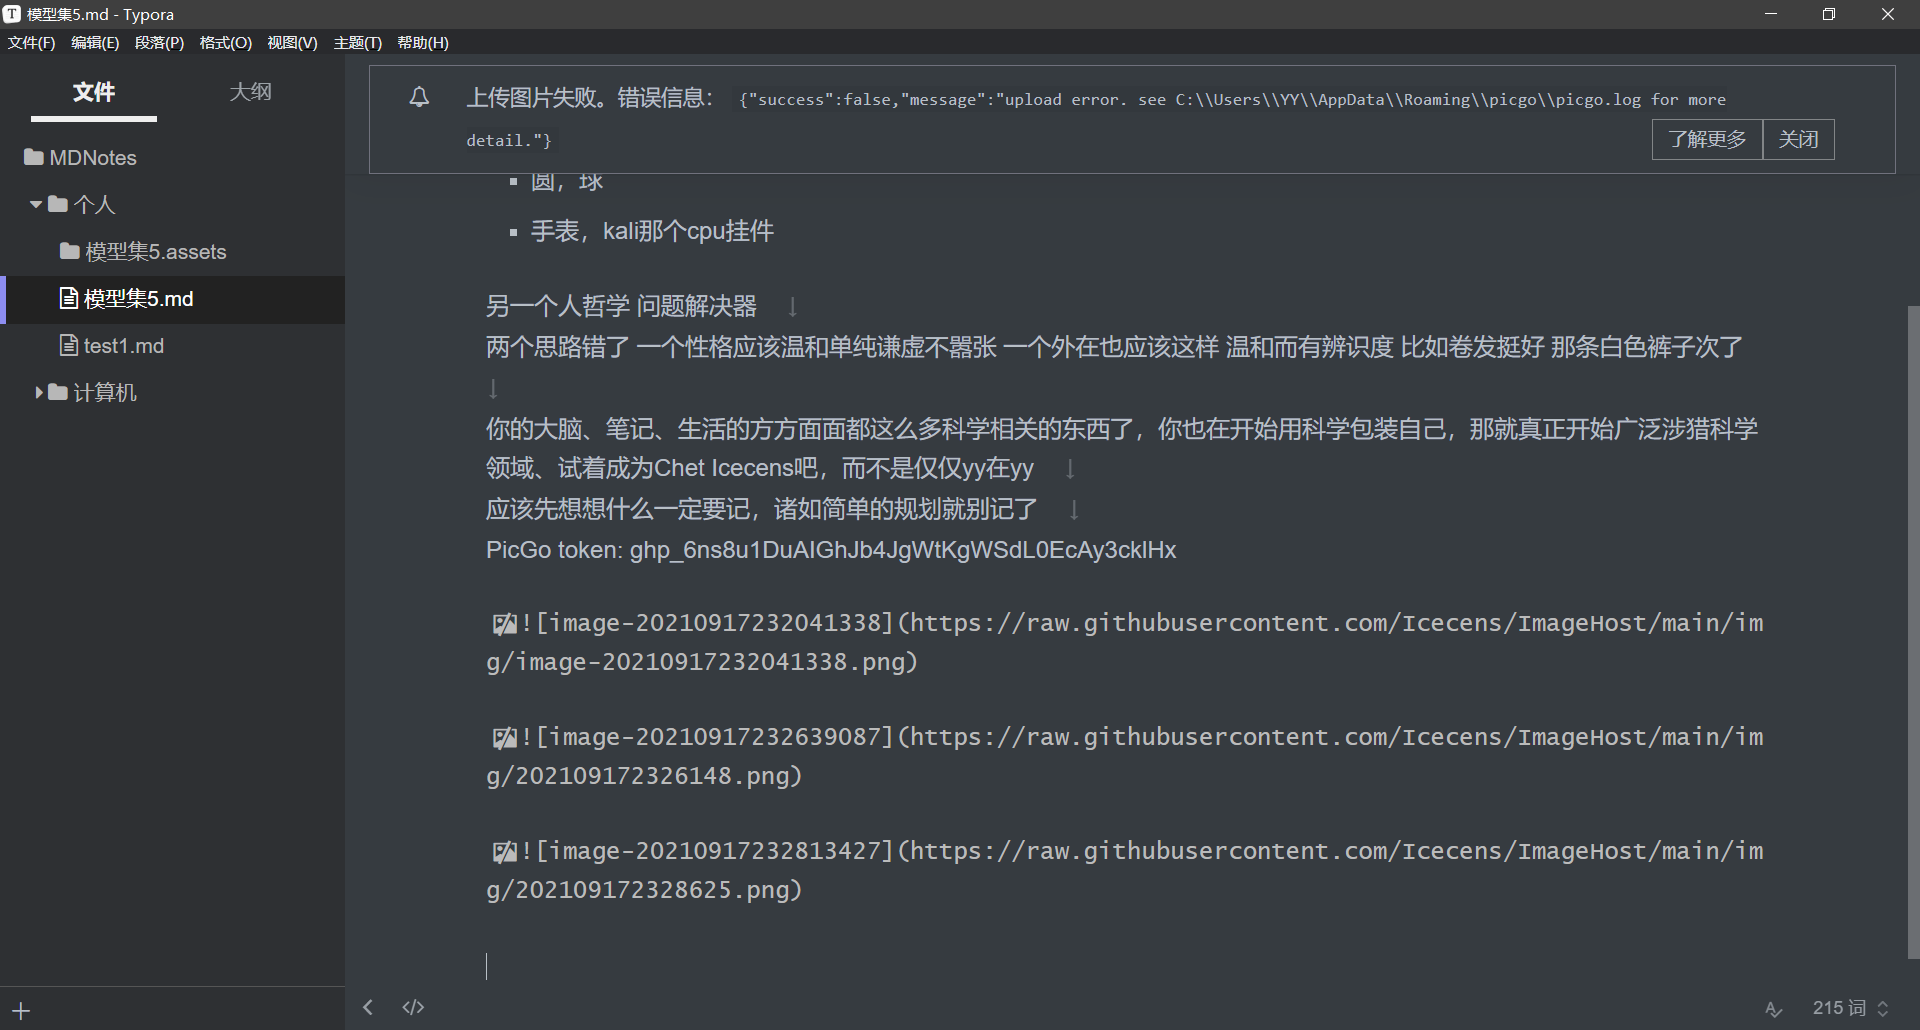 模型集5.md - Typora
文件(F) 编辑(E) 段落(P) 格式(O) 视图(V) 主题(T) 帮助(H)
文件 大纲
MDNotes
个人
模型集5.assets
模型集5.md
test1.md
计算机
上传图片失败。错误信息： {"success":false,"message":"upload error. see C:\\Users\\YY\\AppData\\Roaming\\picgo\\picgo.log for more
detail."}
了解更多 关闭
圆，球
手表，kali那个cpu挂件
另一个人哲学 问题解决器 ↓
两个思路错了 一个性格应该温和单纯谦虚不嚣张 一个外在也应该这样 温和而有辨识度 比如卷发挺好 那条白色裤子次了
↓
你的大脑、笔记、生活的方方面面都这么多科学相关的东西了，你也在开始用科学包装自己，那就真正开始广泛涉猎科学
领域、试着成为Chet Icecens吧，而不是仅仅yy在yy ↓
应该先想想什么一定要记，诸如简单的规划就别记了 ↓
PicGo token: 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
![image-20210917232041338](https://raw.githubusercontent.com/Icecens/ImageHost/main/im
g/image-20210917232041338.png)
![image-20210917232639087](https://raw.githubusercontent.com/Icecens/ImageHost/main/im
g/202109172326148.png)
![image-20210917232813427](https://raw.githubusercontent.com/Icecens/ImageHost/main/im
g/202109172328625.png)
215 词